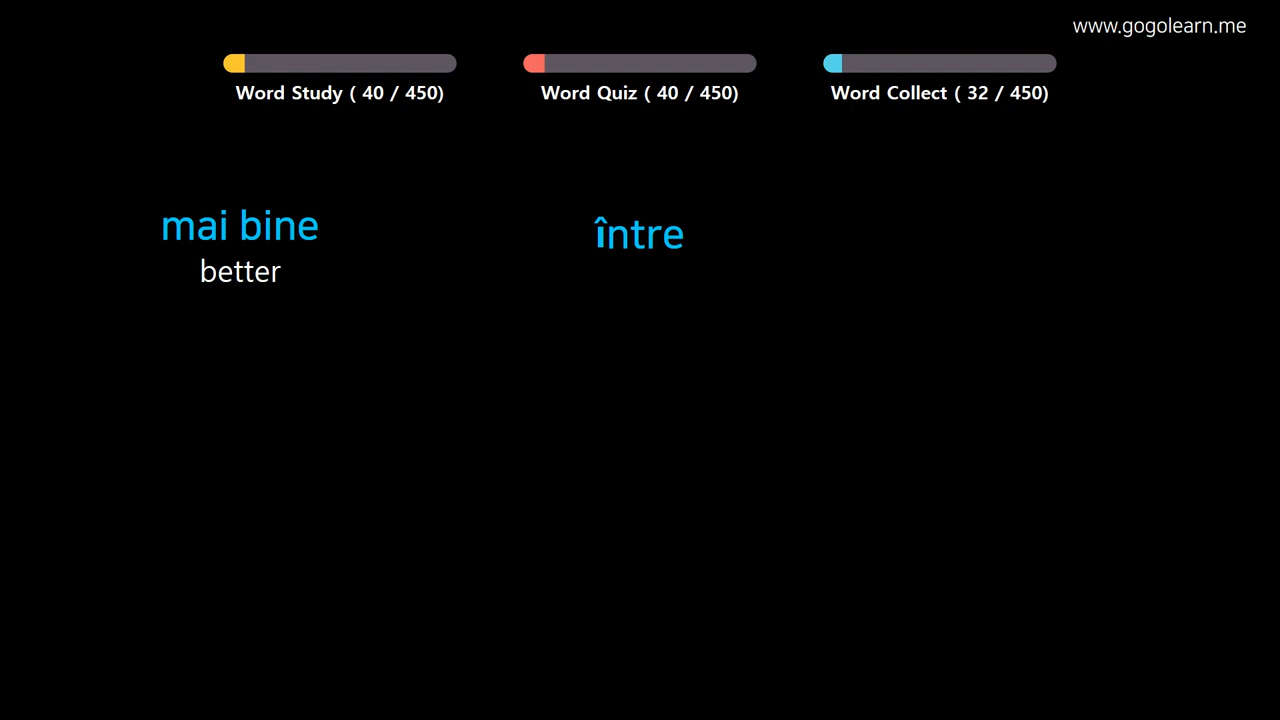 www.gogolearn.me
Word Study ( 40 / 450)
Word Quiz ( 40 / 450)
Word Collect ( 32 / 450)
mai bine
better
între